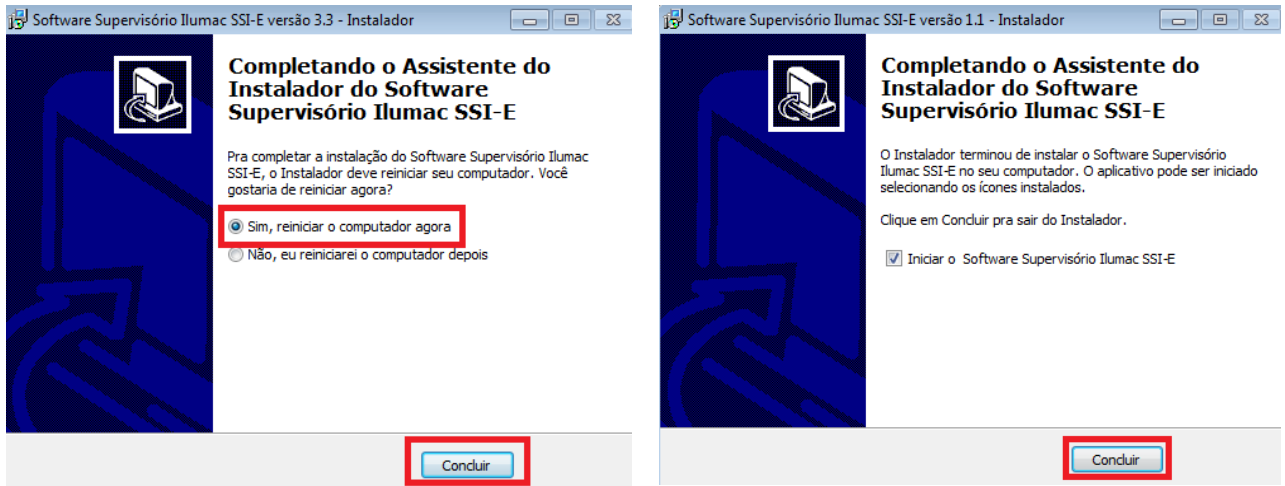 Software Supervisório Ilumac SSI-E versão 3.3 - Instalador
Completando o Assistente do
Instalador do Software
Supervisório Ilumac SSI-E
Pra completar a instalação do Software Supervisório Ilumac
SSI-E, o Instalador deve reiniciar seu computador. Você
gostaria de reiniciar agora?
Sim, reiniciar o computador agora
Não, eu reiniciarei o computador depois
Concluir
Software Supervisório Ilumac SSI-E versão 1.1 - Instalador
Completando o Assistente do
Instalador do Software
Supervisório Ilumac SSI-E
O Instalador terminou de instalar o Software Supervisório
Ilumac SSI-E no seu computador. O aplicativo pode ser iniciado
selecionando os ícones instalados.
Clique em Concluir pra sair do Instalador.
Iniciar o  Software Supervisório Ilumac SSI-E
Concluir